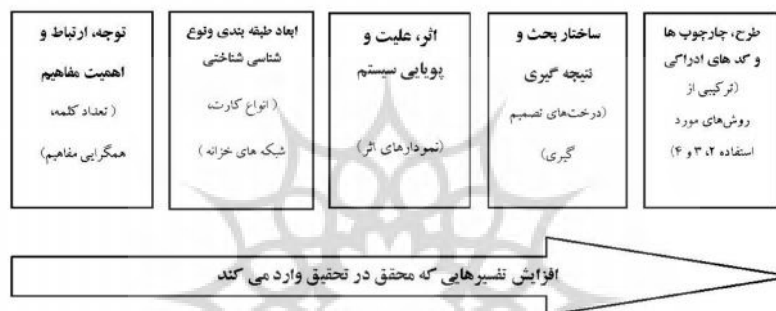 توجه، ارتباط و
اهمیت مفاهیم
( تعداد کلمه،
همگرایی مفاهیم)
ابعاد طبقه بندی ونوع
شناسی شناختی
( انواع کارت،
شبکه های خزانه )
اثر، علیت و
پویایی سیستم
(نمودارهای اثر)
ساختار بحث و
نتیجه گیری
(درخت‌های تصمیم
گیری)
طرح، چارچوب ها
و کد های ادراکی
(ترکیبی از
روش‌های مورد
استفاده ۲، ۳ و ۴)
افزایش تفسیرهایی که محقق در تحقیق وارد می کند